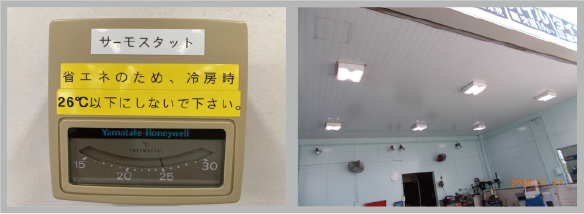 サーモスタット
省エネのため、冷房時
26℃以下にしないで下さい。
Yamatake-Honeywell
℃
15 20 25 30